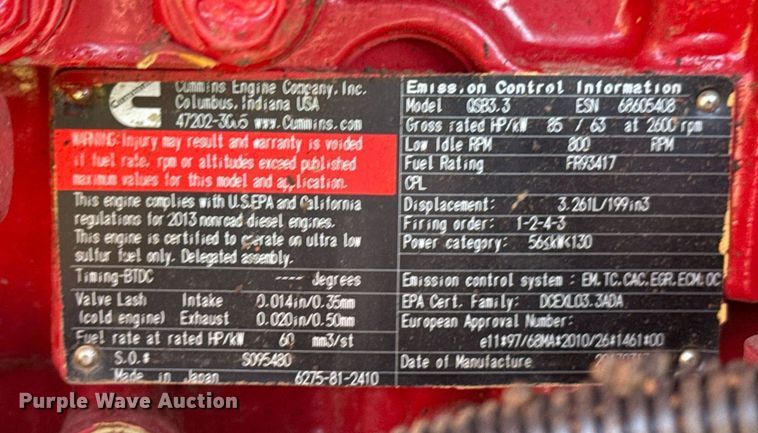 Cummins
Cummins Engine Company, Inc.
Columbus, Indiana USA
www.Cummins.com
WARNING: Injury may result and warranty is voided
if fuel rate, rpm or altitudes exceed published
maximum values for this model and application.
This engine complies with U.S.EPA and California
regulations for 2013 nonroad diesel engines.
This engine is certified to operate on ultra low
sulfur fuel only. Delegated assembly.
Timing-BTDC ---- degrees
Valve Lash Intake 0.014in/0.35mm
(cold engine) Exhaust 0.020in/0.50mm
Fuel rate at rated HP/kW 60 mm3/st
S.O.# SO95480
Made in Japan 6275-81-2410
Emission Control Information
Model QSB3.3 ESN 68605408
Gross rated HP/kW 85 / 63 at 2600 rpm
Low Idle RPM 800 RPM
Fuel Rating FR93417
CPL
Displacement: 3.261L/199in3
Firing order: 1-2-4-3
Power category: 56≤kW<130
Emission control system : EM,TC,CAC,EGR,ECM,OC
EPA Cert. Family: DCEXL03.3ADA
European Approval Number:
e11*97/68MA*2010/26*1461*00
Date of Manufacture
Purple Wave Auction